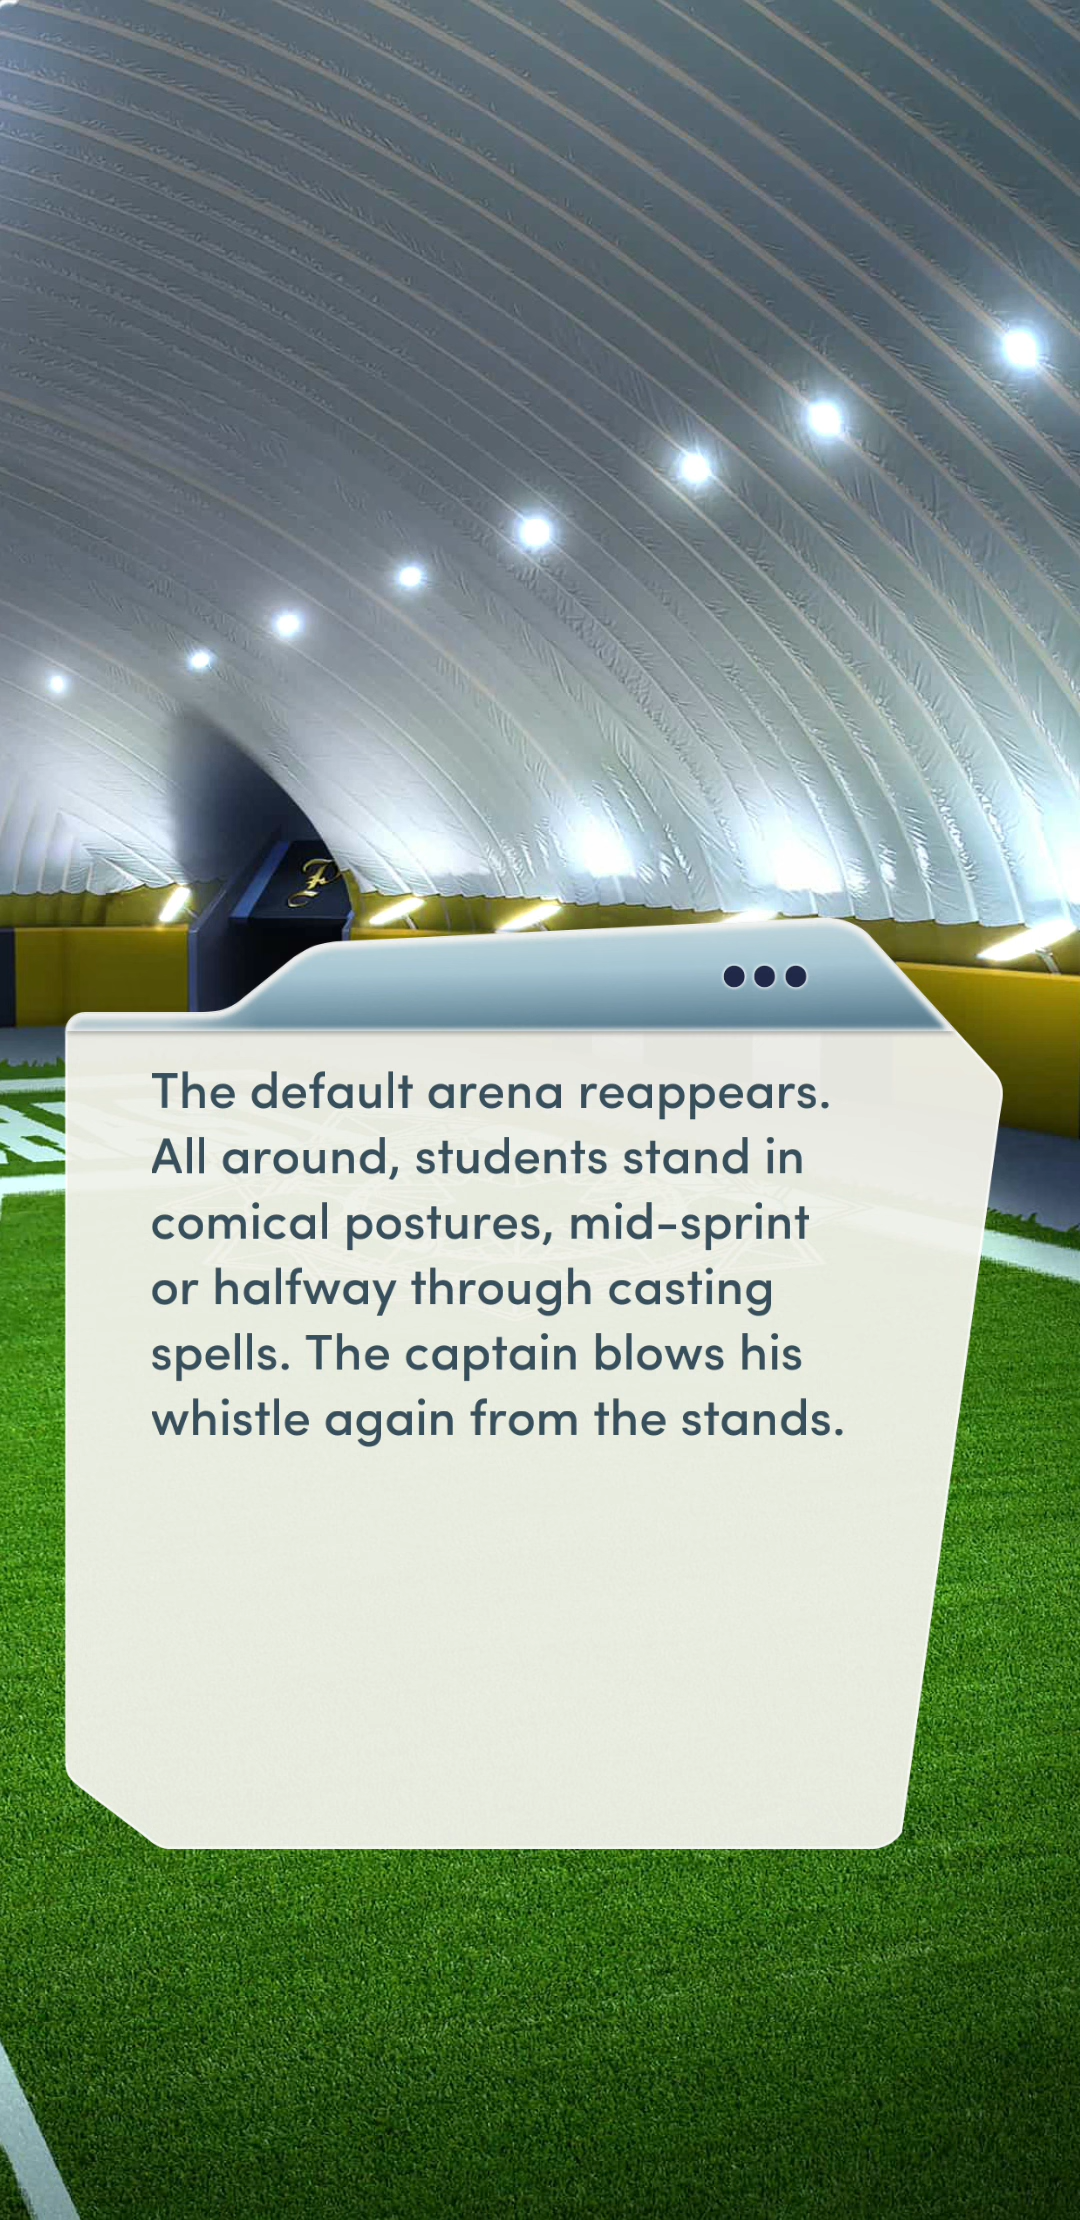 The default arena reappears.
All around, students stand in
comical postures, mid-sprint
or halfway through casting
spells. The captain blows his
whistle again from the stands.